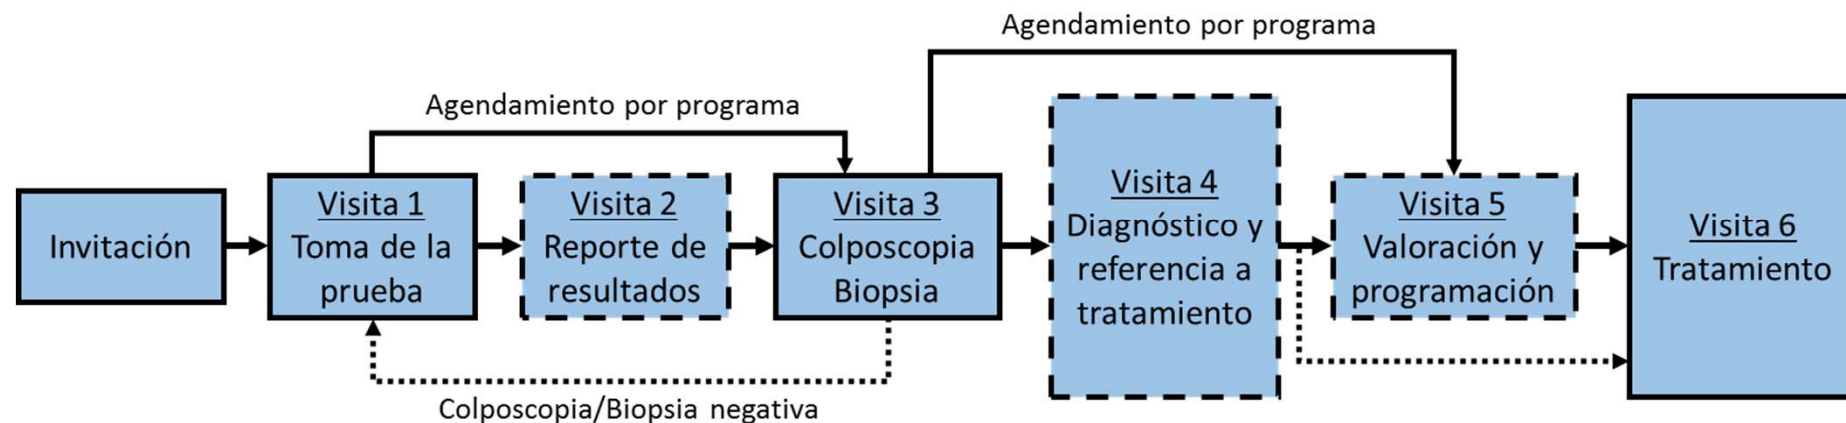 Agendamiento por programa
Agendamiento por programa
Invitación
Visita 1
Toma de la
prueba
Visita 2
Reporte de
resultados
Visita 3
Colposcopia
Biopsia
Visita 4
Diagnóstico y
referencia a
tratamiento
Visita 5
Valoración y
programación
Visita 6
Tratamiento
Colposcopia/Biopsia negativa